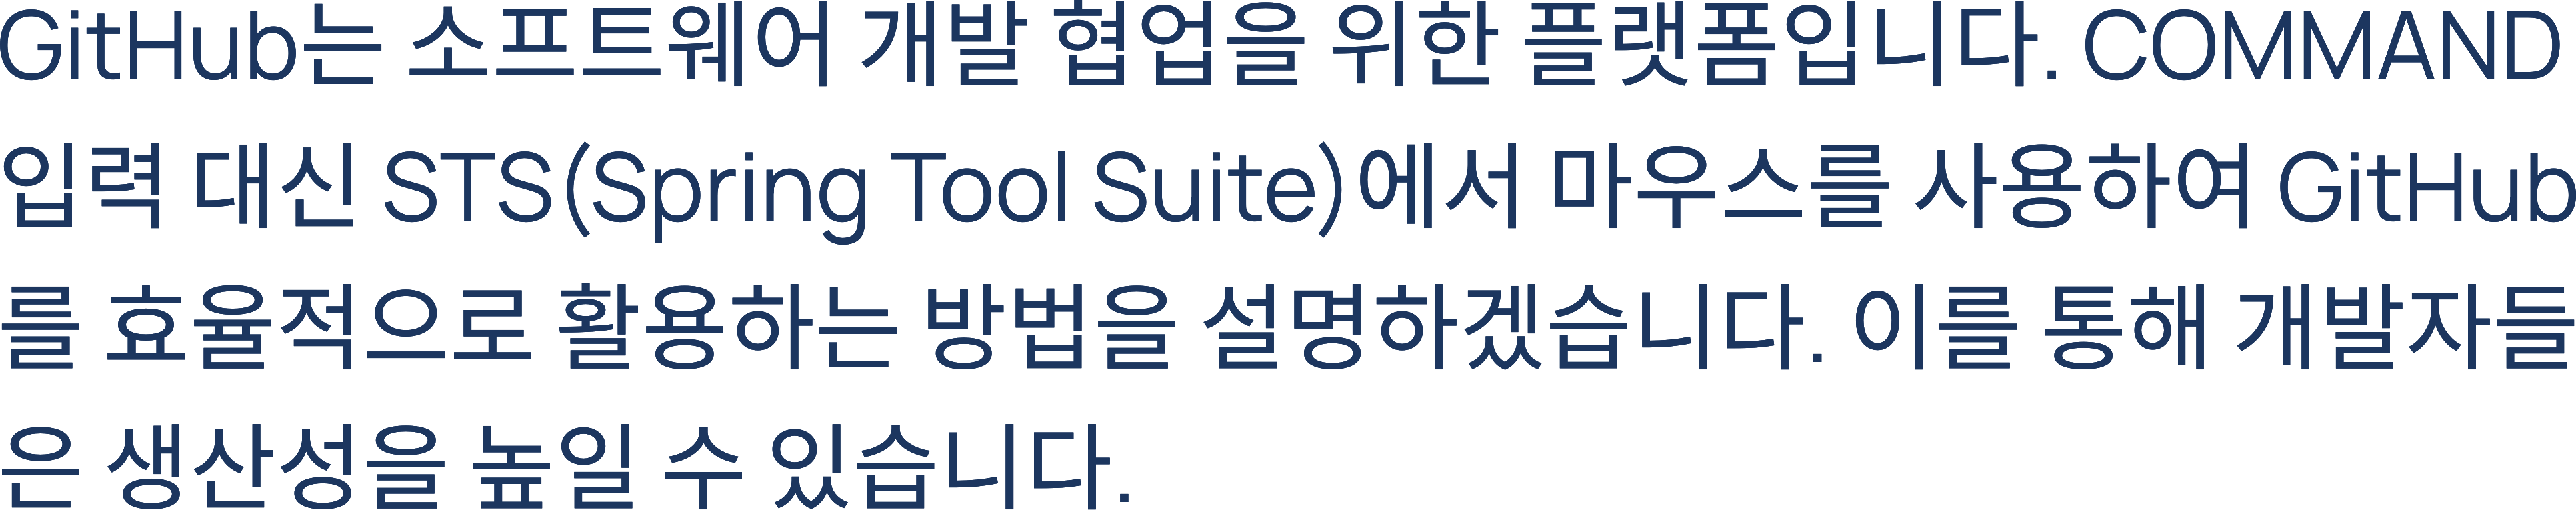 GitHub는 소프트웨어 개발 협업을 위한 플랫폼입니다. COMMAND
입력 대신 STS(Spring Tool Suite)에서 마우스를 사용하여 GitHub
를 효율적으로 활용하는 방법을 설명하겠습니다. 이를 통해 개발자들
은 생산성을 높일 수 있습니다.